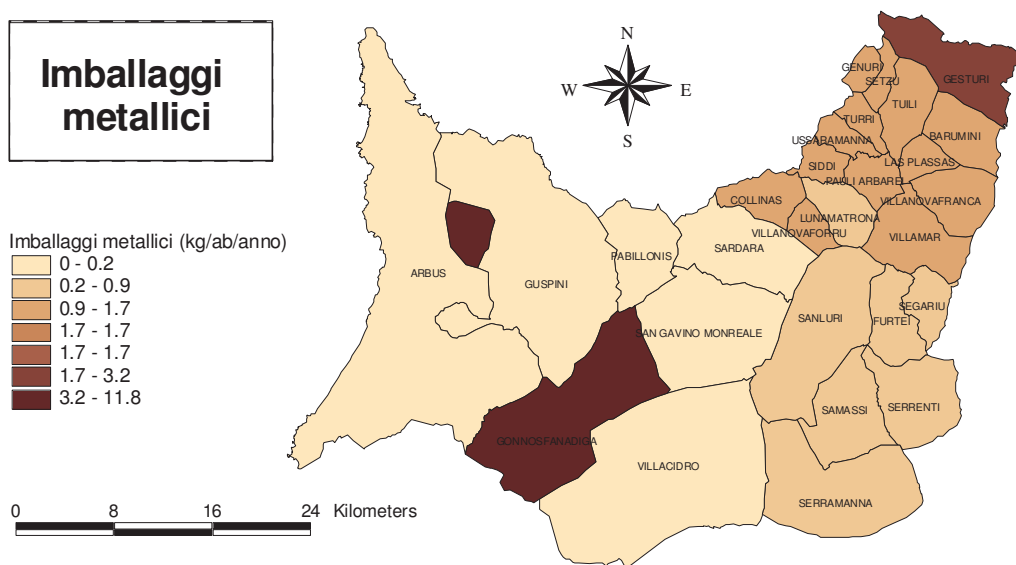 Imballaggi
metallici
N
W
E
S
Imballaggi metallici (kg/ab/anno)
0 - 0.2
0.2 - 0.9
0.9 - 1.7
1.7 - 1.7
1.7 - 1.7
1.7 - 3.2
3.2 - 11.8
0 8 16 24 Kilometers
GENURI
SETZU
GESTURI
TUILI
TURRI
BARUMINI
USSARAMANNA
LAS PLASSAS
SIDDI
PAULI ARBAREI
COLLINAS
VILLANOVAFRANCA
LUNAMATRONA
VILLANOVAFORRU
VILLAMAR
SARDARA
PABILLONIS
ARBUS
GUSPINI
SEGARIU
SANLURI
FURTEI
SAN GAVINO MONREALE
SAMASSI
SERRENTI
GONNOSFANADIGA
VILLACIDRO
SERRAMANNA